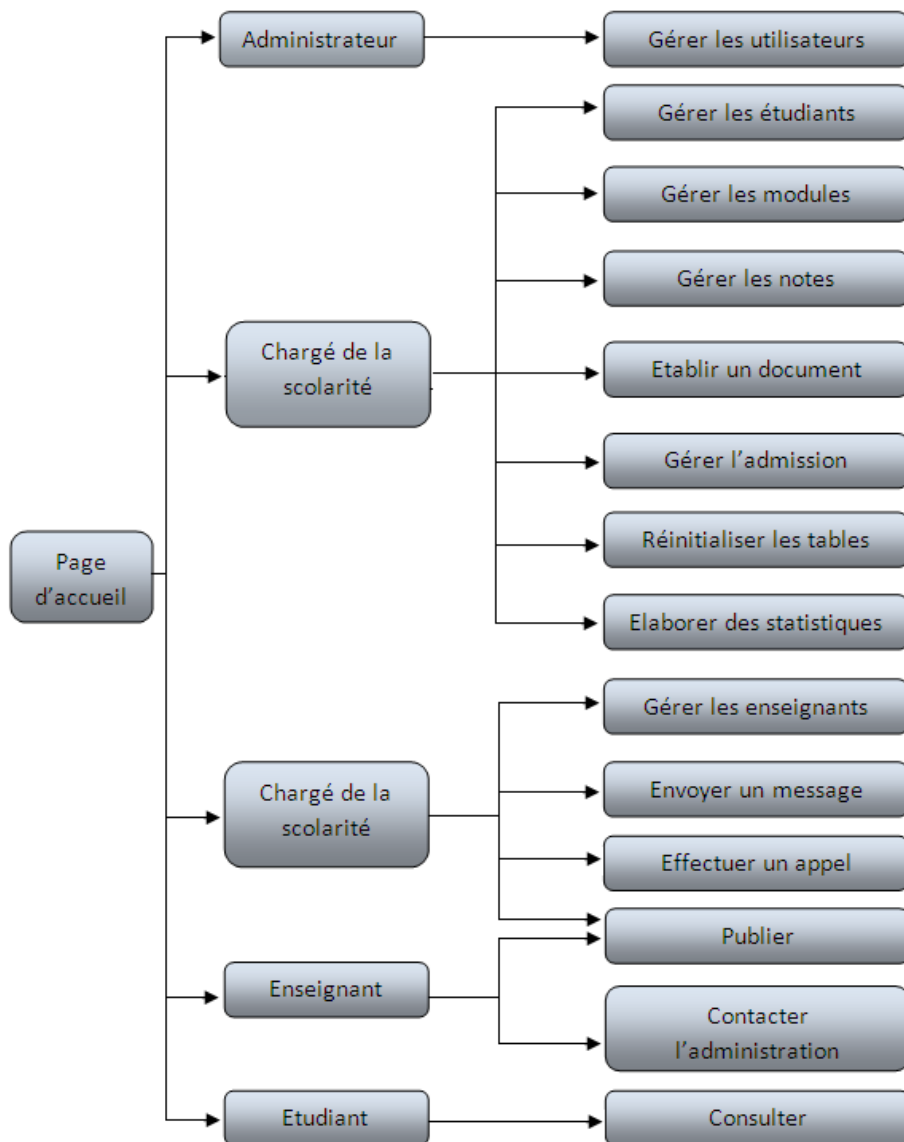 Administrateur
Gérer les utilisateurs
Gérer les étudiants
Gérer les modules
Gérer les notes
Chargé de la
scolarité
Etablir un document
Gérer l’admission
Réinitialiser les tables
Page
d’accueil
Elaborer des statistiques
Gérer les enseignants
Chargé de la
scolarité
Envoyer un message
Effectuer un appel
Publier
Enseignant
Contacter
l’administration
Etudiant
Consulter